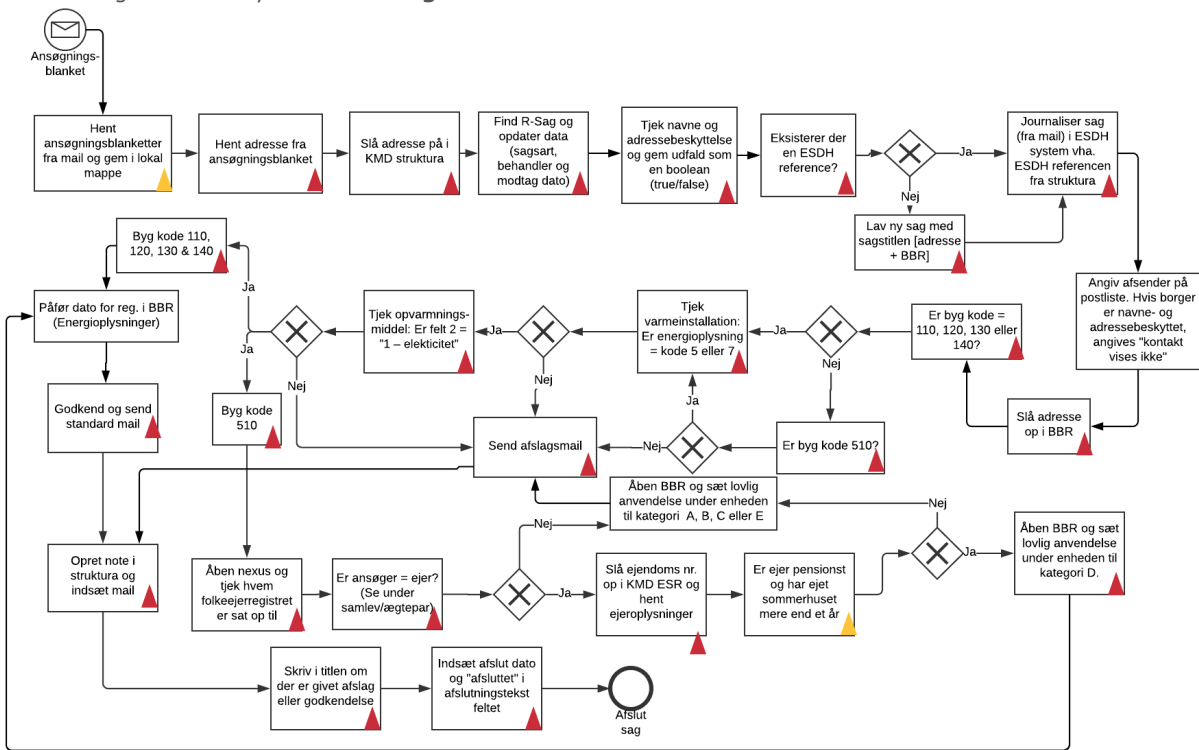 Ansøgnings-
blanket
Hent
ansøgningsblanketter
fra mail og gem i lokal
mappe
Hent adresse fra
ansøgningsblanket
Slå adresse på i
KMD struktura
Find R-Sag og
opdater data
(sagsart,
behandler og
modtag dato)
Tjek navne og
adressebeskyttelse
og gem udfald som
en boolean
(true/false)
Eksisterer der
en ESDH
reference?
Ja
Nej
Journaliser sag
(fra mail) i ESDH
system vha.
ESDH referencen
fra struktura
Lav ny sag med
sagstitlen [adresse
+ BBR]
Angiv afsender på
postliste. Hvis borger
er navne- og
adressebeskyttet,
angives "kontakt
vises ikke"
Slå adresse
op i BBR
Er byg kode =
110, 120, 130 eller
140?
Ja
Nej
Er byg kode 510?
Ja
Nej
Tjek
varmeinstallation:
Er energioplysning
= kode 5 eller 7
Ja
Nej
Tjek opvarmnings-
middel: Er felt 2 =
"1 – elekticitet"
Ja
Ja
Nej
Byg kode 110,
120, 130 & 140
Påfør dato for reg. i BBR
(Energioplysninger)
Godkend og send
standard mail
Byg kode
510
Send afslagsmail
Åben BBR og sæt lovlig
anvendelse under enheden
til kategori A, B, C eller E
Opret note i
struktura og
indsæt mail
Åben nexus og
tjek hvem
folkeejerregistret
er sat op til
Er ansøger = ejer?
(Se under
samlev/ægtepar)
Nej
Ja
Slå ejendoms nr.
op i KMD ESR og
hent
ejeroplysninger
Er ejer pensionst
og har ejet
sommerhuset
mere end et år
Nej
Ja
Åben BBR og sæt
lovlig anvendelse
under enheden til
kategori D.
Skriv i titlen om
der er givet afslag
eller godkendelse
Indsæt afslut dato
og "afsluttet" i
afslutningstekst
feltet
Afslut
sag